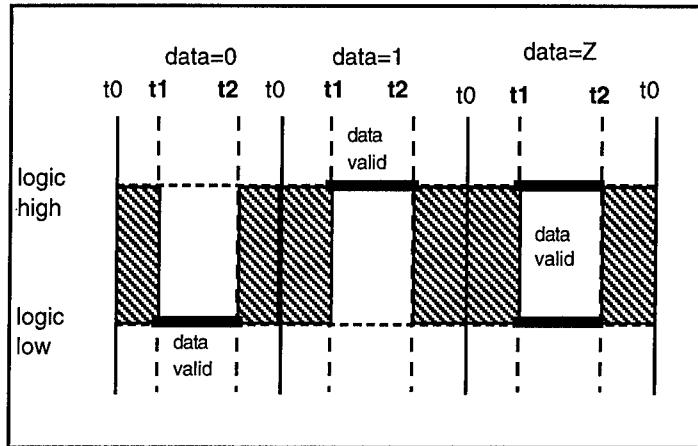 data=0 data=1 data=Z
t0 t1 t2 t0 t1 t2 t0 t1 t2 t0
data
valid
logic
high
data
valid
logic
low
data
valid